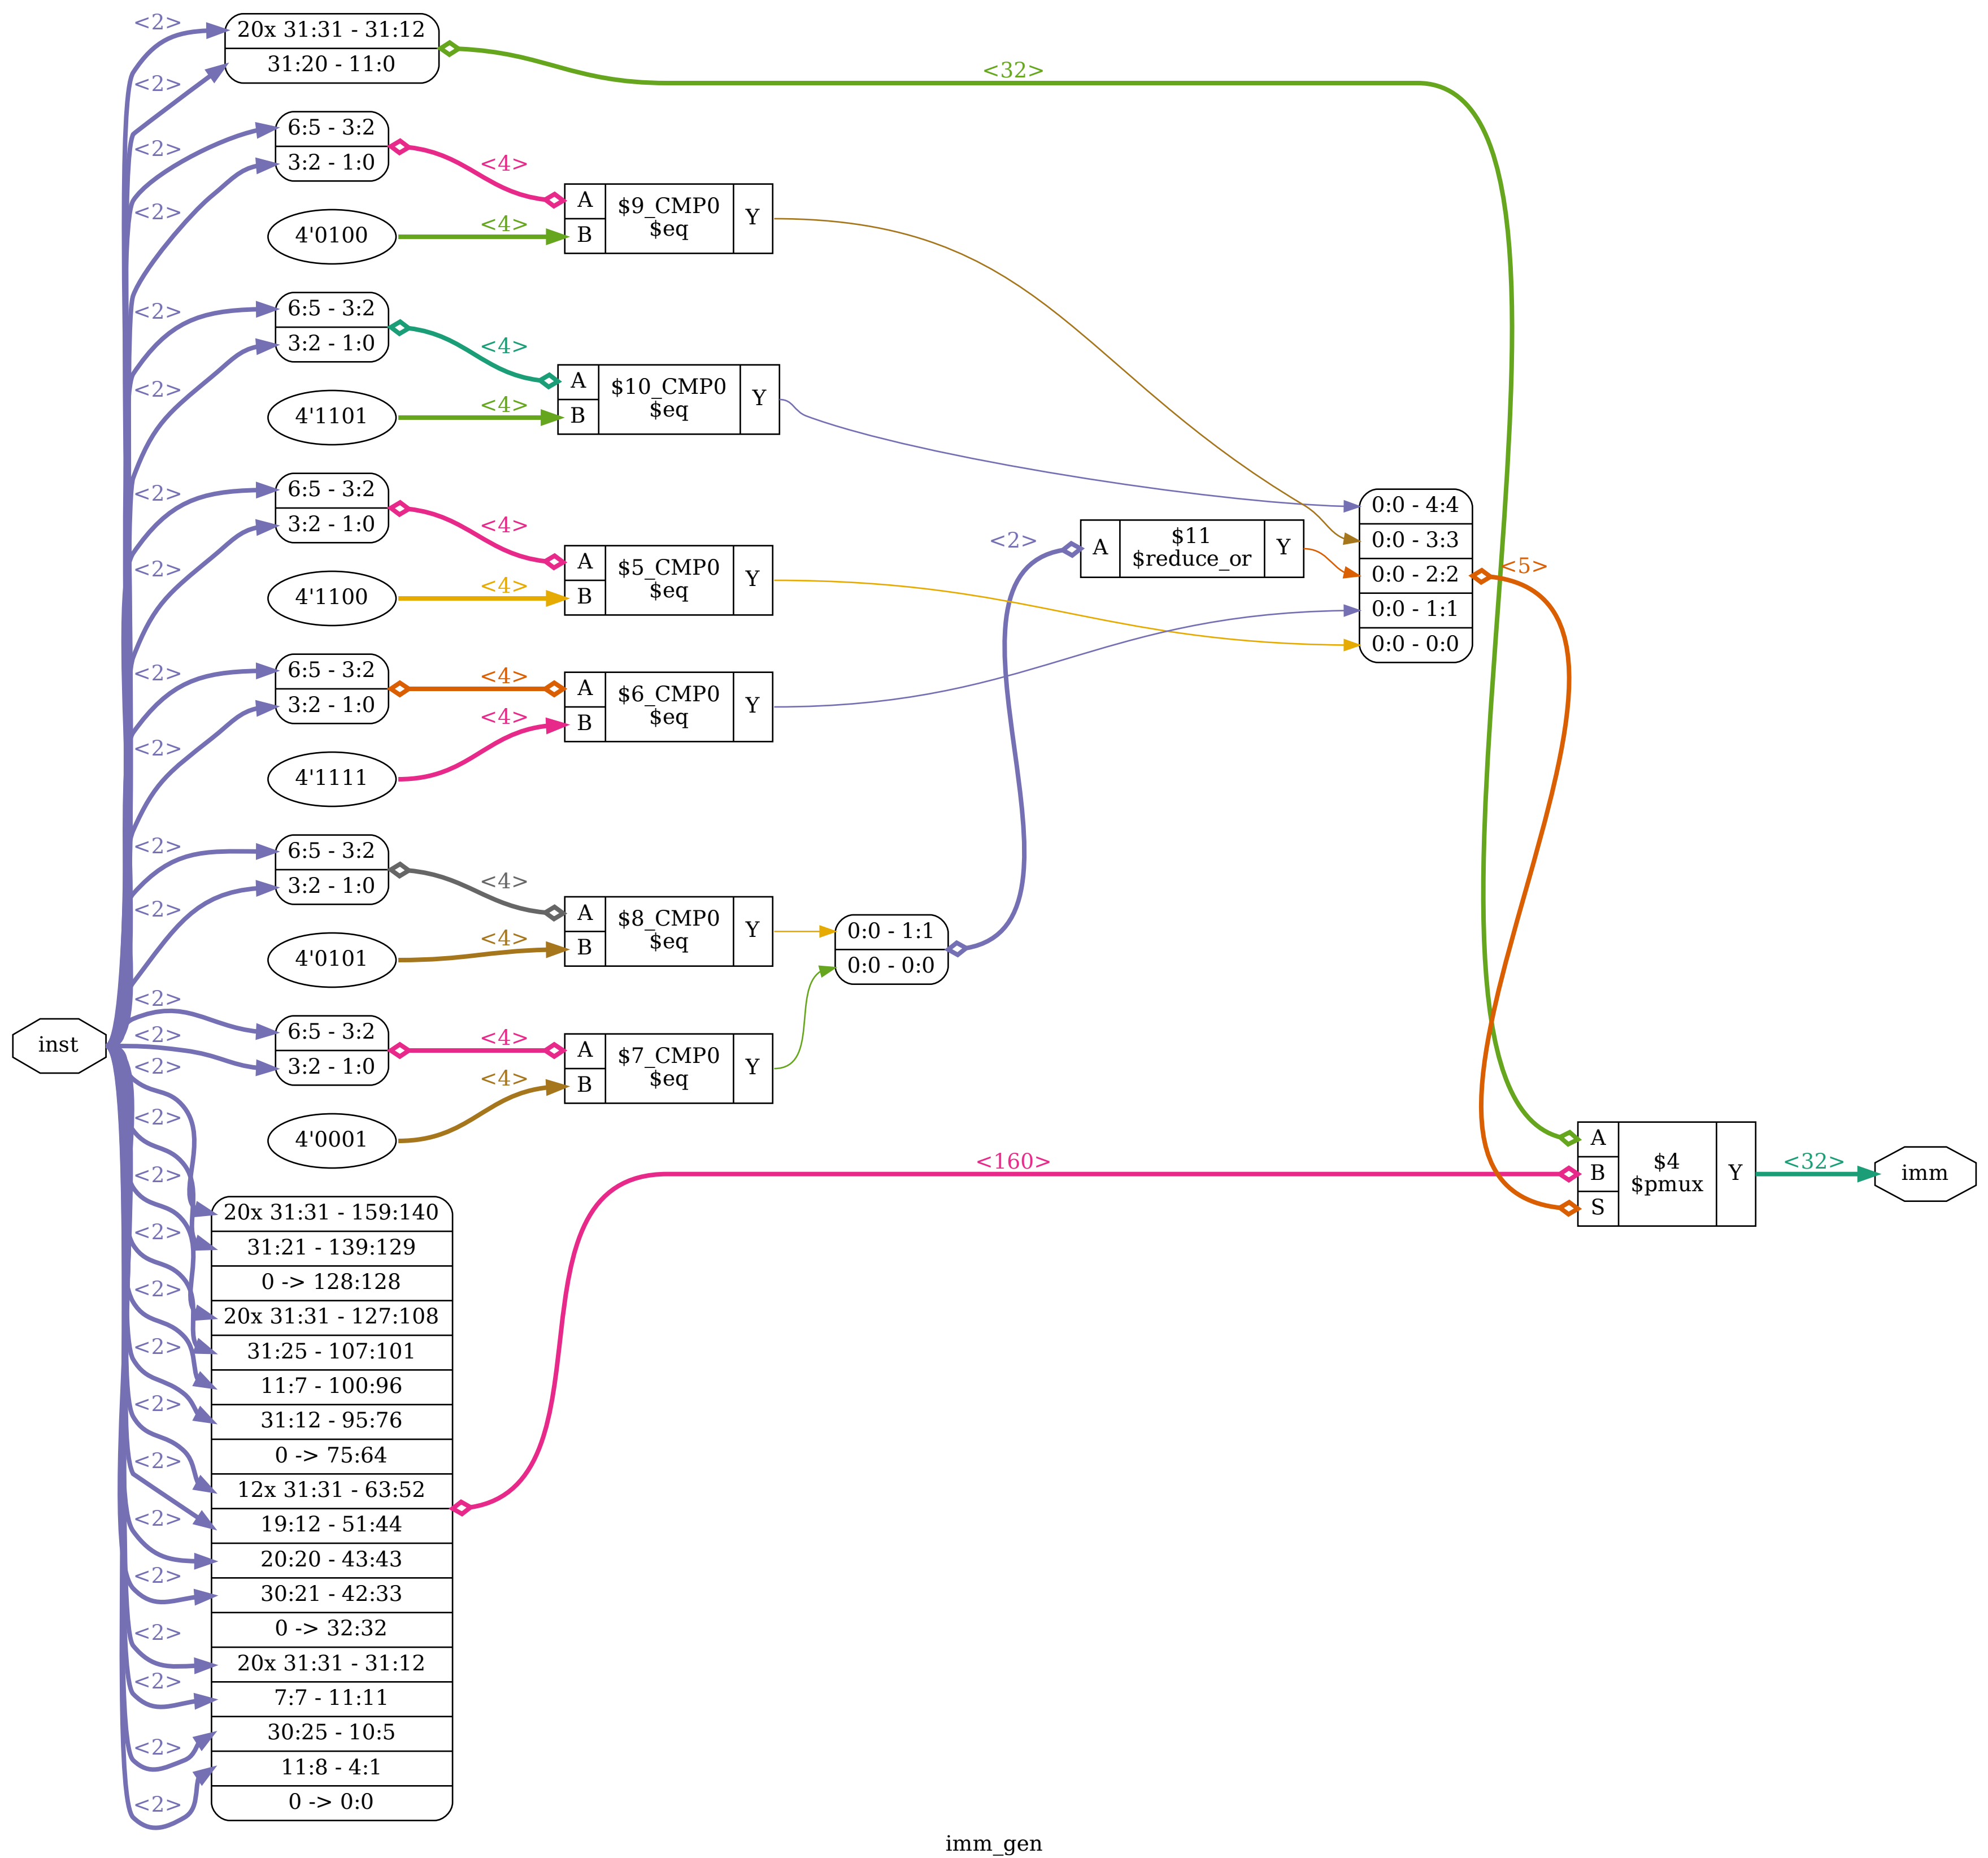 <2>
20x 31:31 - 31:12
31:20 - 11:0
<2>
<32>
<2>
6:5 - 3:2
3:2 - 1:0
<2>
<4>
4'0100
<4>
A
B
$9_CMP0
$eq
Y
<2>
6:5 - 3:2
3:2 - 1:0
<2>
<4>
4'1101
<4>
A
B
$10_CMP0
$eq
Y
<2>
6:5 - 3:2
3:2 - 1:0
<2>
<4>
4'1100
<4>
A
B
$5_CMP0
$eq
Y
<2>
6:5 - 3:2
3:2 - 1:0
<2>
<4>
4'1111
<4>
A
B
$6_CMP0
$eq
Y
<2>
A
$11
$reduce_or
Y
0:0 - 4:4
0:0 - 3:3
0:0 - 2:2
0:0 - 1:1
0:0 - 0:0
<5>
<2>
6:5 - 3:2
3:2 - 1:0
<2>
<4>
4'0101
<4>
A
B
$8_CMP0
$eq
Y
0:0 - 1:1
0:0 - 0:0
inst
<2>
6:5 - 3:2
3:2 - 1:0
<2>
<4>
4'0001
<4>
A
B
$7_CMP0
$eq
Y
<160>
A
B
S
$4
$pmux
Y
<32>
imm
<2>
<2>
<2>
<2>
<2>
<2>
<2>
<2>
<2>
<2>
<2>
<2>
<2>
<2>
20x 31:31 - 159:140
31:21 - 139:129
0 -> 128:128
20x 31:31 - 127:108
31:25 - 107:101
11:7 - 100:96
31:12 - 95:76
0 -> 75:64
12x 31:31 - 63:52
19:12 - 51:44
20:20 - 43:43
30:21 - 42:33
0 -> 32:32
20x 31:31 - 31:12
7:7 - 11:11
30:25 - 10:5
11:8 - 4:1
0 -> 0:0
imm_gen